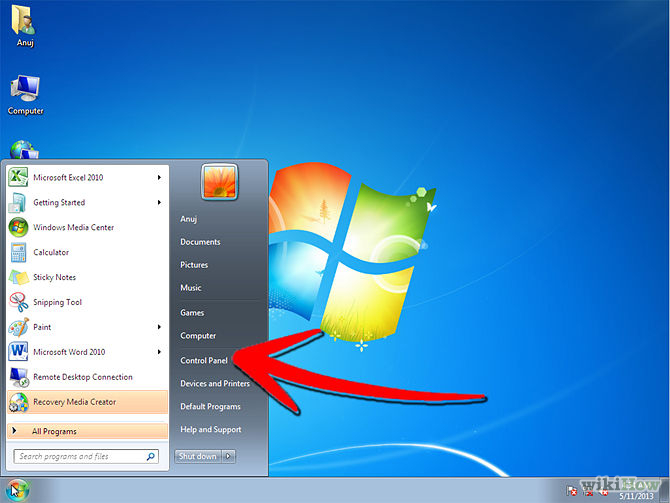 Anuj
Computer
Microsoft Excel 2010
Getting Started
Windows Media Center
Calculator
Sticky Notes
Snipping Tool
Paint
Microsoft Word 2010
Remote Desktop Connection
Recovery Media Creator
All Programs
Search programs and files
Anuj
Documents
Pictures
Music
Games
Computer
Control Panel
Devices and Printers
Default Programs
Help and Support
Shut down
wikiHow
5/11/2013